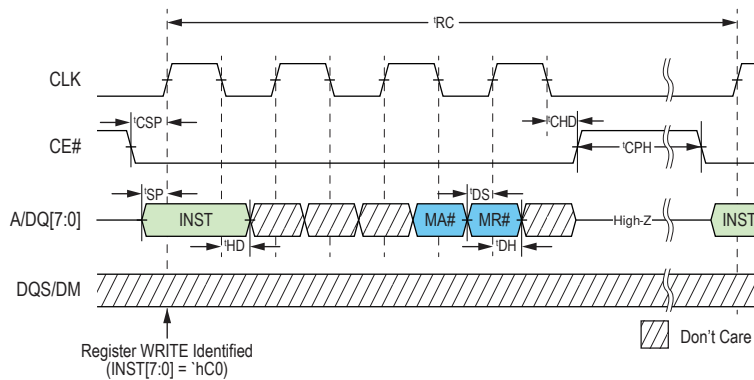 tRC
CLK
tCSP
tCHD
CE#
tCPH
tSP
tDS
A/DQ[7:0]
INST
MA#
MR#
High-Z
INST
tHD
tDH
DQS/DM
Don't Care
Register WRITE Identified
(INST[7:0] = `hC0)